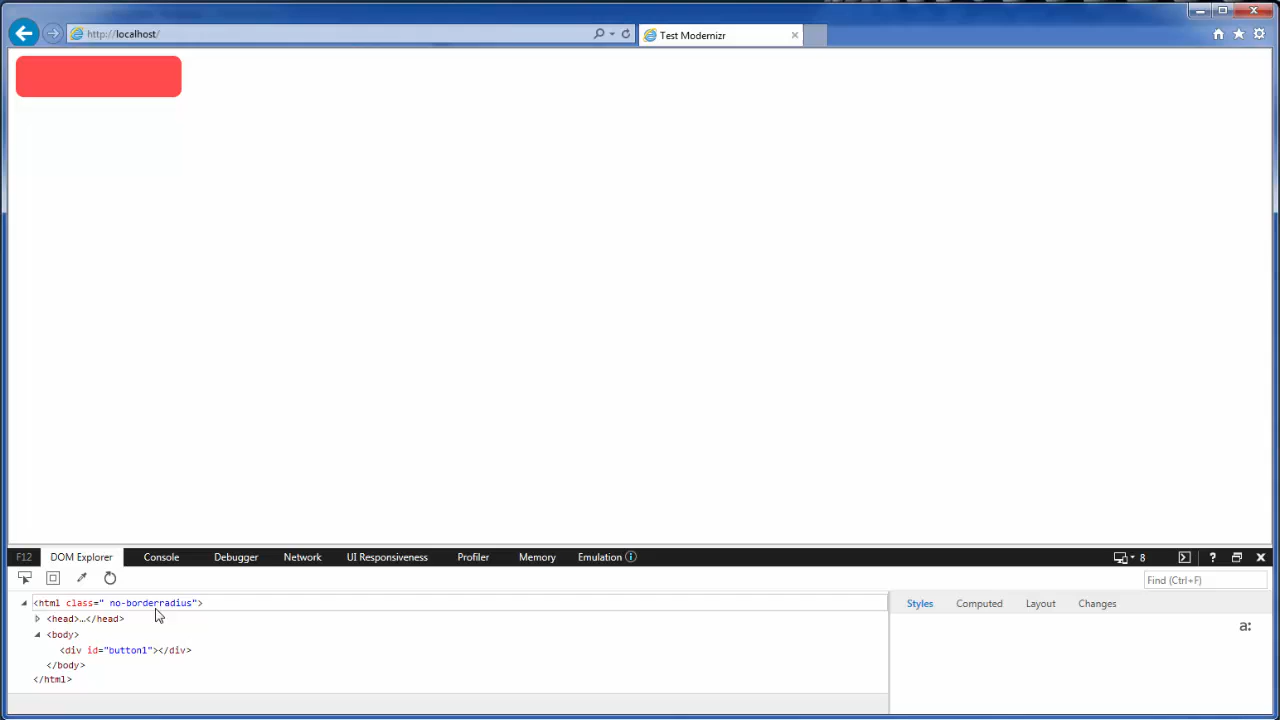 http://localhost/
Test Modernizr
F12 DOM Explorer Console Debugger Network UI Responsiveness Profiler Memory Emulation 8
Find (Ctrl+F)
<html class=" no-borderradius">
<head>…</head>
<body>
<div id="button1"></div>
</body>
</html>
Styles Computed Layout Changes
a: